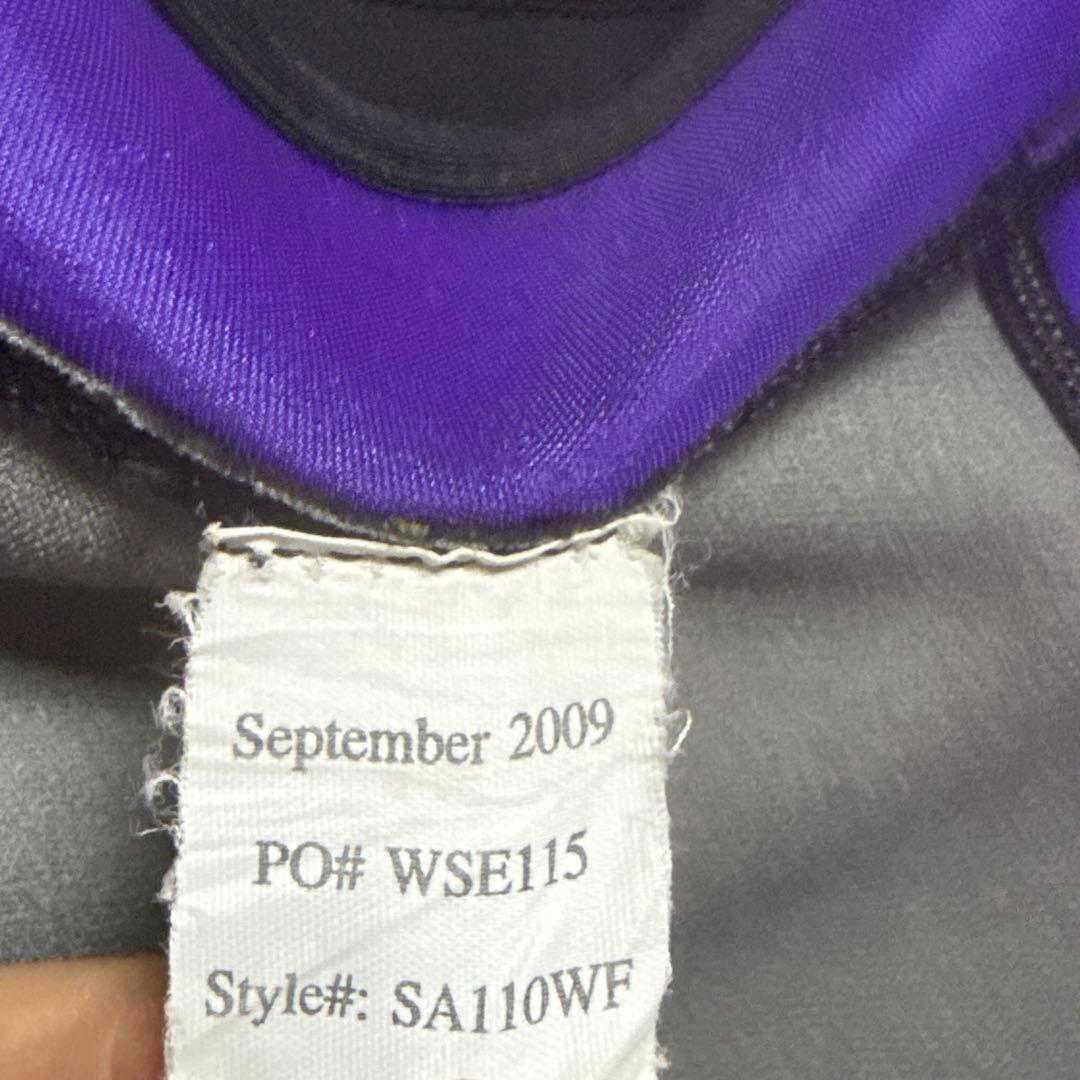 September 2009
PO# WSE115
Style#: SA110WF